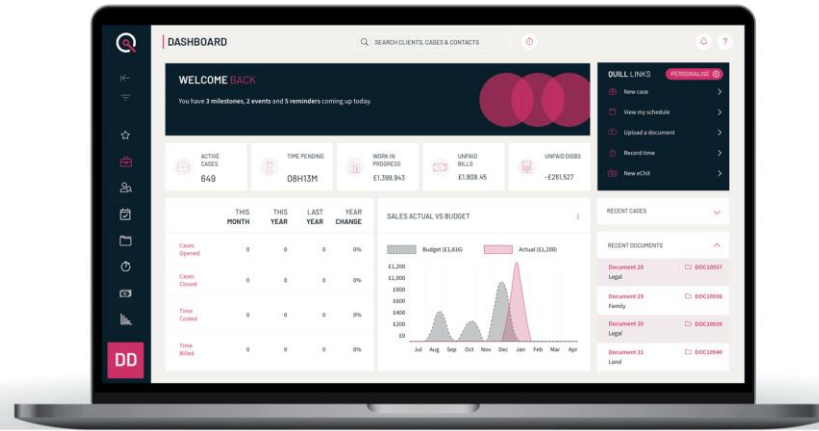 DASHBOARD
SEARCH CLIENTS, CASES & CONTACTS
?
WELCOME BACK
You have 3 milestones, 2 events and 5 reminders coming up today.
QUILL LINKS
PERSONALISE
New case
View my schedule
Upload a document
Record time
New eChit
ACTIVE CASES
649
TIME PENDING
08H13M
WORK IN PROGRESS
£1,399,943
UNPAID BILLS
£1,908.45
UNPAID DISBS
-£261,527
THIS MONTH
THIS YEAR
LAST YEAR
YEAR CHANGE
Cases Opened
0 0 0 0%
Cases Closed
0 0 0 0%
Time Costed
0 0 0 0%
Time Billed
0 0 0 0%
SALES ACTUAL VS BUDGET
Budget (£1,616)
Actual (£1,200)
£1,200
£1,000
£800
£600
£400
£200
£0
Jul Aug Sep Oct Nov Dec Jan Feb Mar Apr
RECENT CASES
RECENT DOCUMENTS
Document 28
DOC10937
Legal
Document 29
DOC10938
Family
Document 30
DOC10939
Legal
Document 31
DOC10940
Land
DD